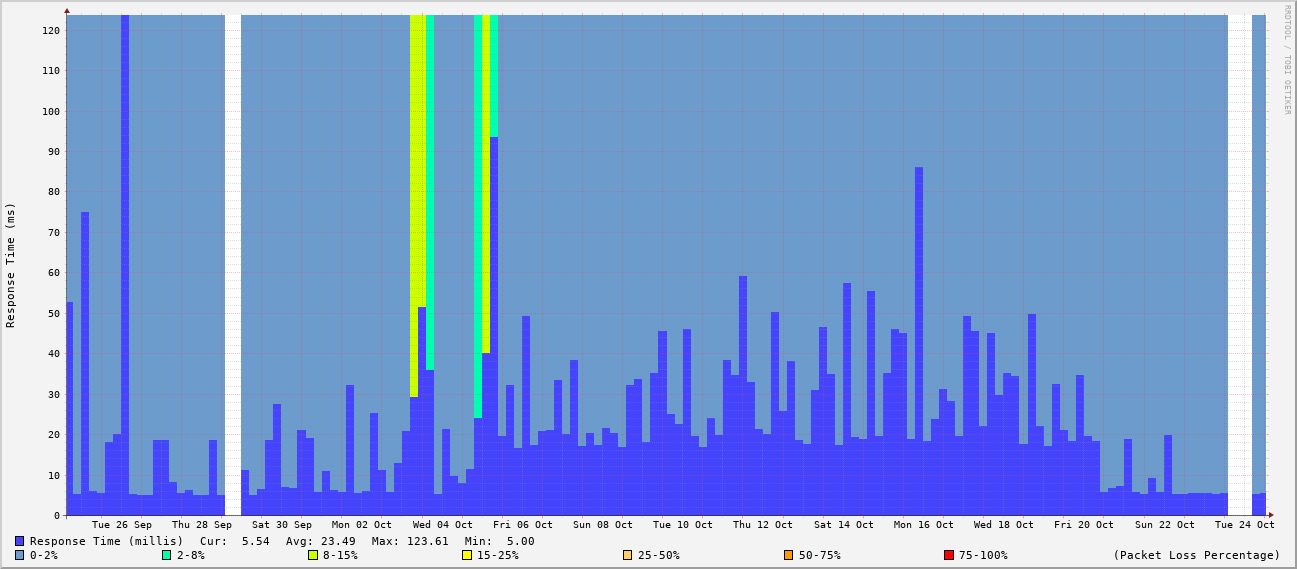 RRDTOOL / TOBI OETIKER
Response Time (ms)
120
110
100
90
80
70
60
50
40
30
20
10
0
Tue 26 Sep Thu 28 Sep Sat 30 Sep Mon 02 Oct Wed 04 Oct Fri 06 Oct Sun 08 Oct Tue 10 Oct Thu 12 Oct Sat 14 Oct Mon 16 Oct Wed 18 Oct Fri 20 Oct Sun 22 Oct Tue 24 Oct
Response Time (millis) Cur: 5.54 Avg: 23.49 Max: 123.61 Min: 5.00
0-2% 2-8% 8-15% 15-25% 25-50% 50-75% 75-100% (Packet Loss Percentage)